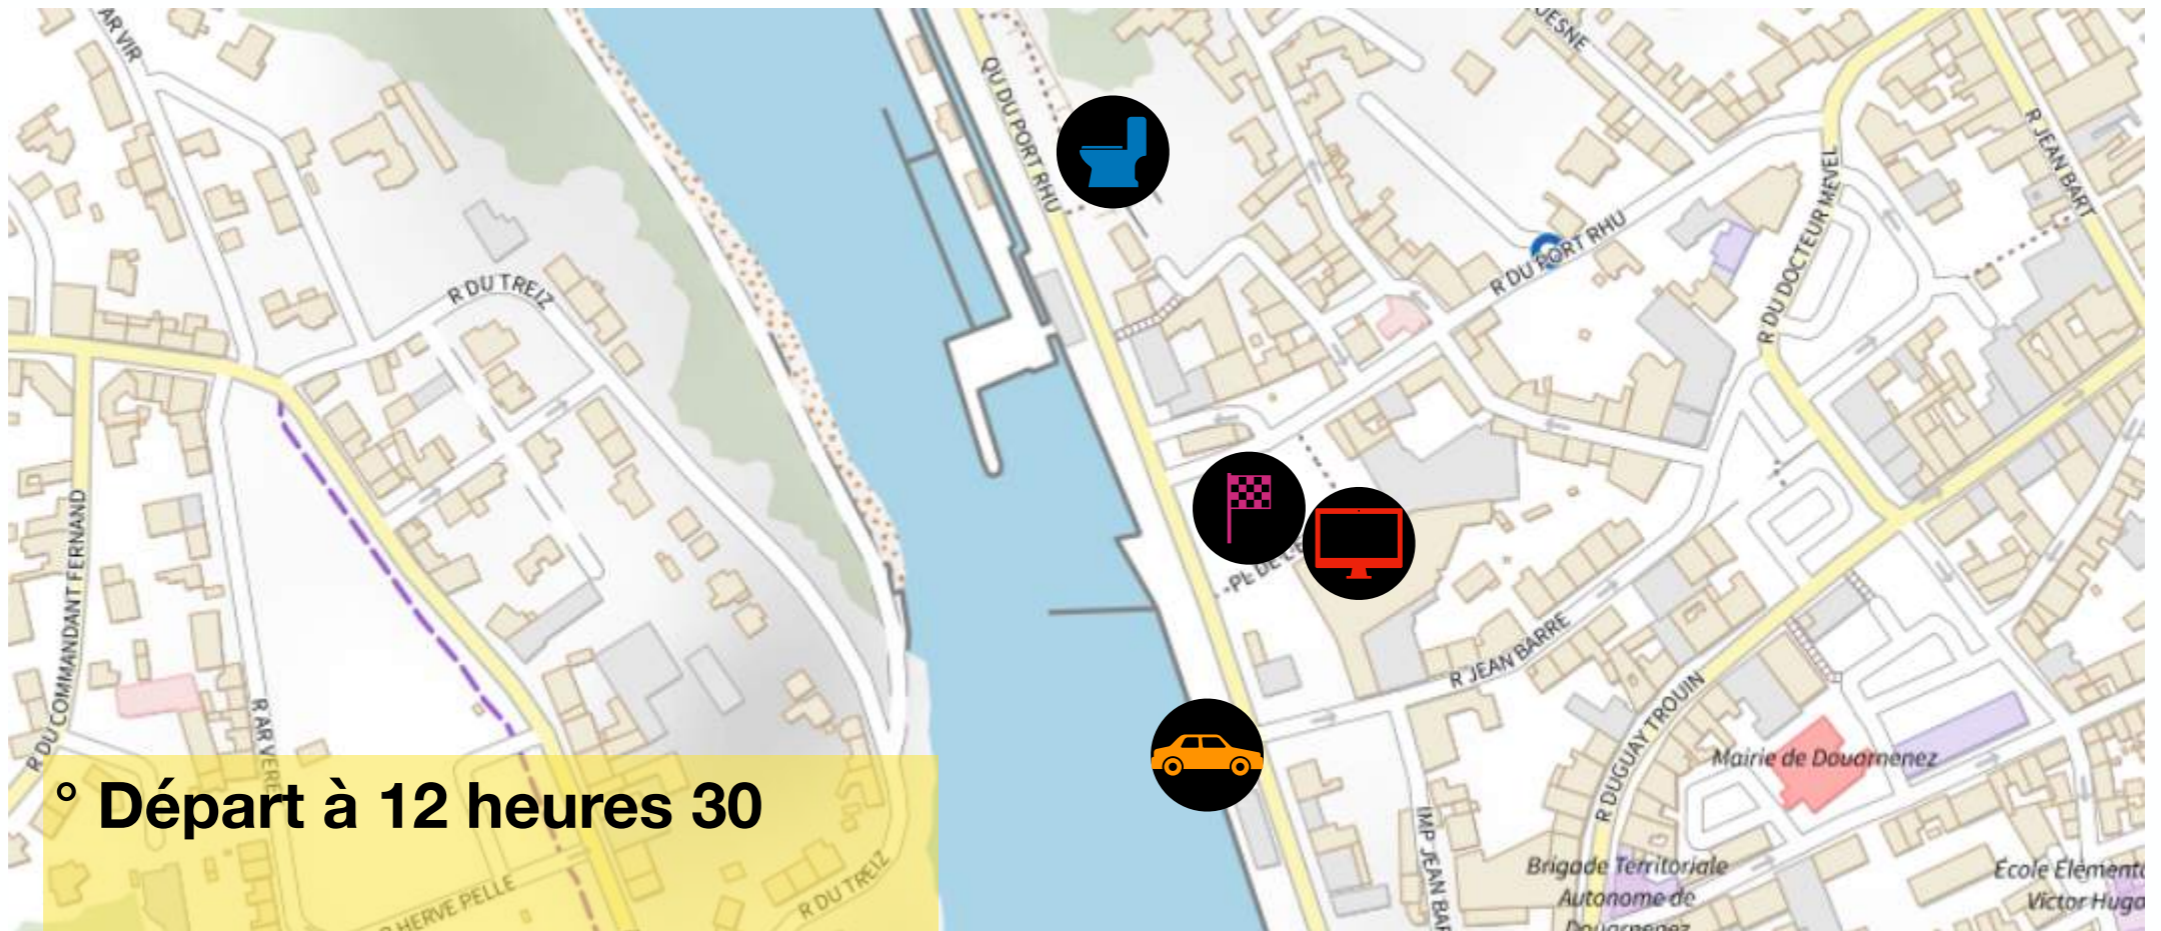 AR VIR
QU DU PORT RHU
R JEAN BART
R DU PORT RHU
R DU DOCTEUR MEVEL
R DU TREIZ
R DU COMMANDANT FERNAND
PL DE
R JEAN BARRE
R DUGUAY TROUIN
Mairie de Douarnenez
° Départ à 12 heures 30
HERVE PELLE
R DU TREIZ
IMP JEAN BAR
Brigade Territoriale
Autonome de
Douarnenez
École Élément
Victor Hugo